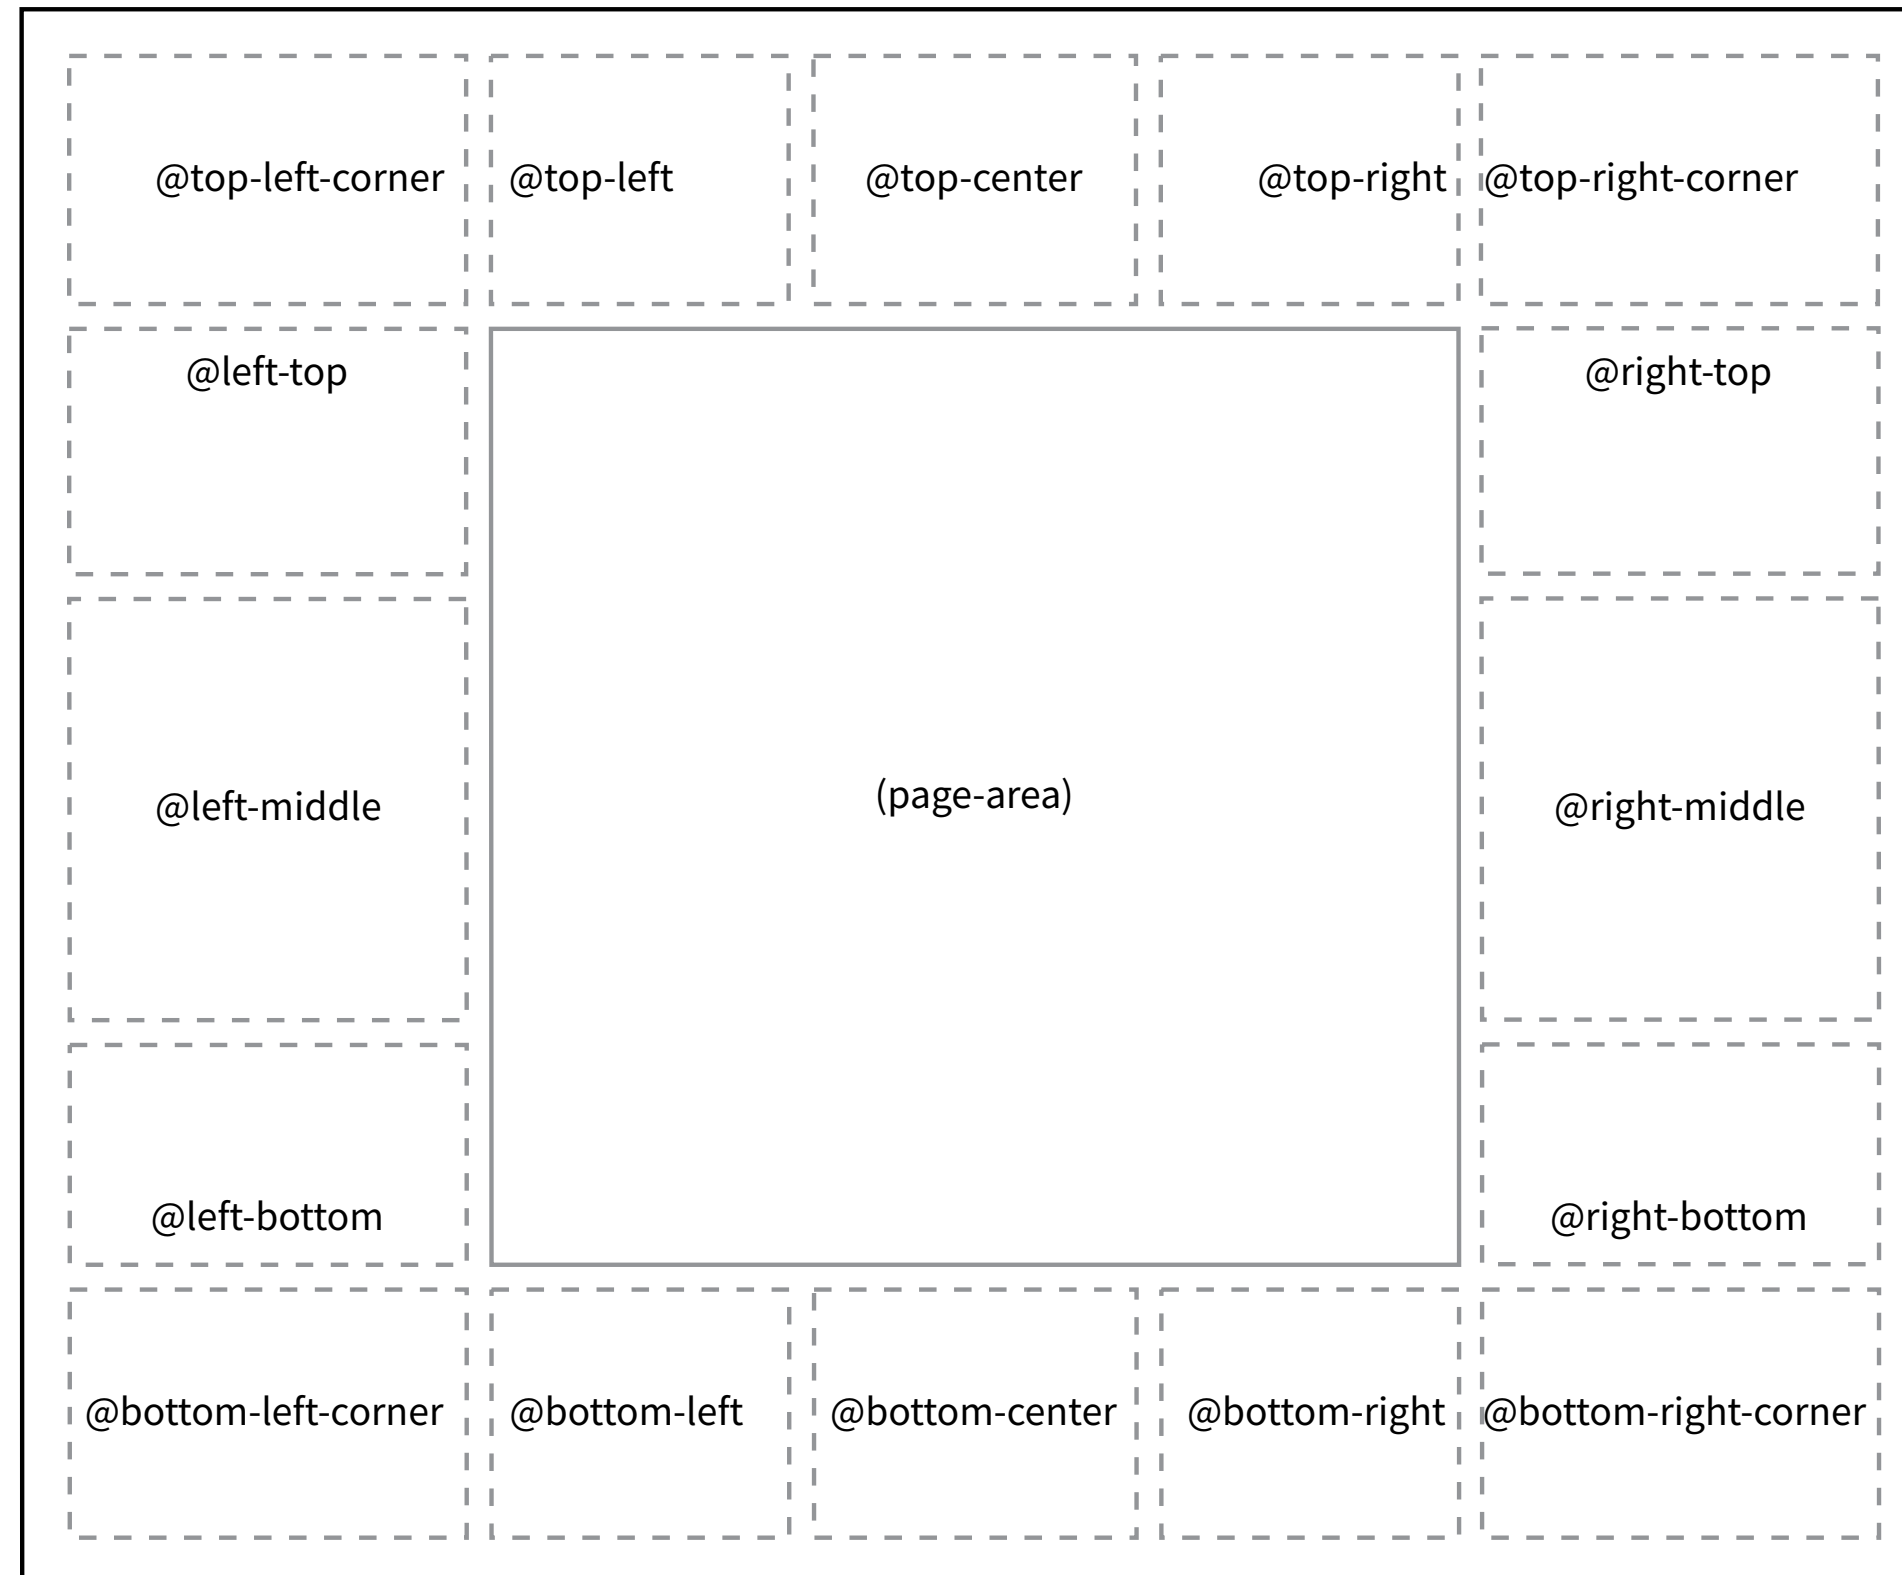 @top-left-corner @top-left @top-center @top-right @top-right-corner
@left-top @right-top
(page-area)
@left-middle @right-middle
@left-bottom @right-bottom
@bottom-left-corner @bottom-left @bottom-center @bottom-right @bottom-right-corner